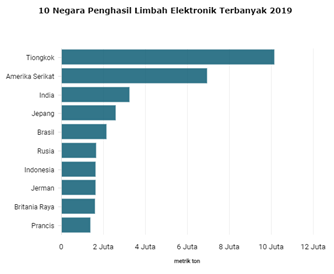 10 Negara Penghasil Limbah Elektronik Terbanyak 2019
Tiongkok
Amerika Serikat
India
Jepang
Brasil
Rusia
Indonesia
Jerman
Britania Raya
Prancis
0 2 Juta 4 Juta 6 Juta 8 Juta 10 Juta 12 Juta
metrik ton